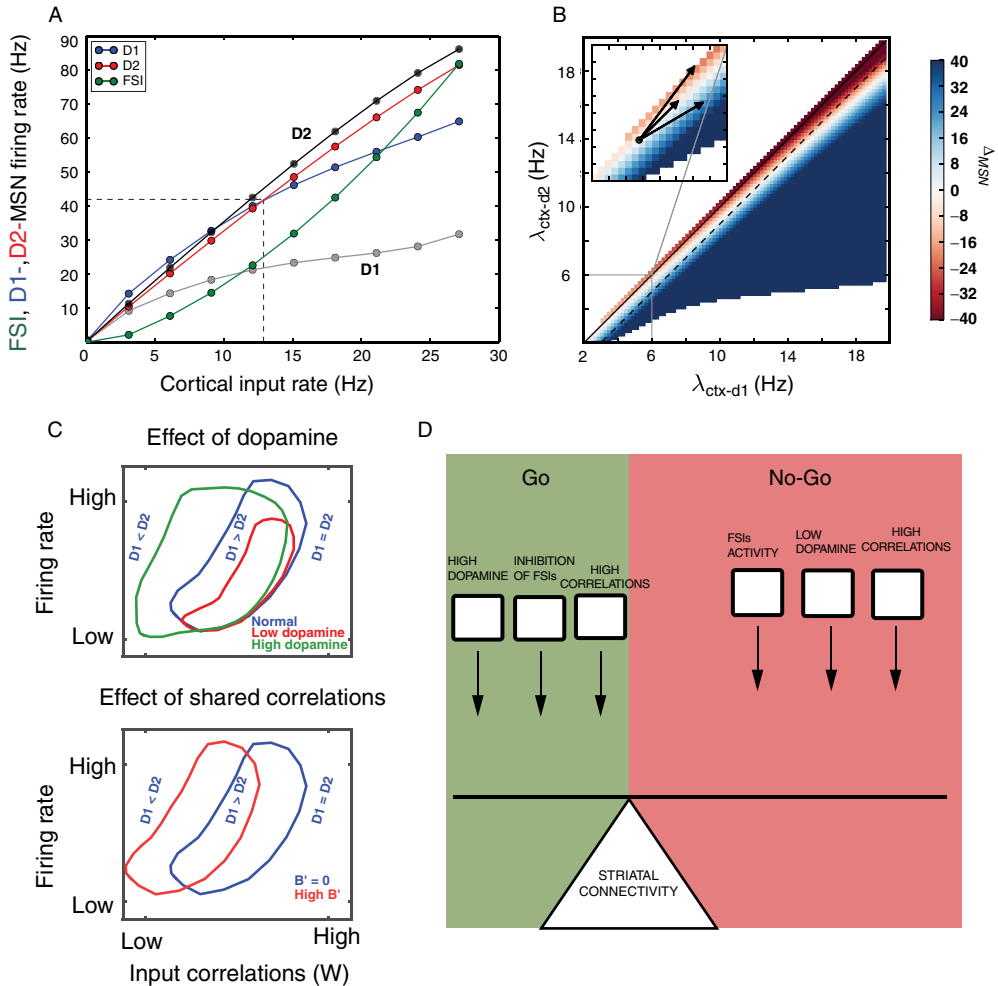 A
FSI, D1-, D2-MSN firing rate (Hz)
90
80
70
60
50
40
30
20
10
0
5
10
15
20
25
30
Cortical input rate (Hz)
D1
D2
FSI
D2
D1
B
λctx-d2 (Hz)
18
14
10
6
2
2
6
10
14
18
λctx-d1 (Hz)
40
32
24
16
8
0
−8
−16
−24
−32
−40
ΔMSN
C
Effect of dopamine
Firing rate
High
Low
D1 < D2
D1 > D2
D1 = D2
Normal
Low dopamine
High dopamine
Effect of shared correlations
Firing rate
High
Low
D1 < D2
D1 > D2
D1 = D2
B' = 0
High B'
Low
High
Input correlations (W)
D
Go
No-Go
HIGH
DOPAMINE
INHIBITION
OF FSIs
HIGH
CORRELATIONS
FSIs
ACTIVITY
LOW
DOPAMINE
HIGH
CORRELATIONS
STRIATAL
CONNECTIVITY